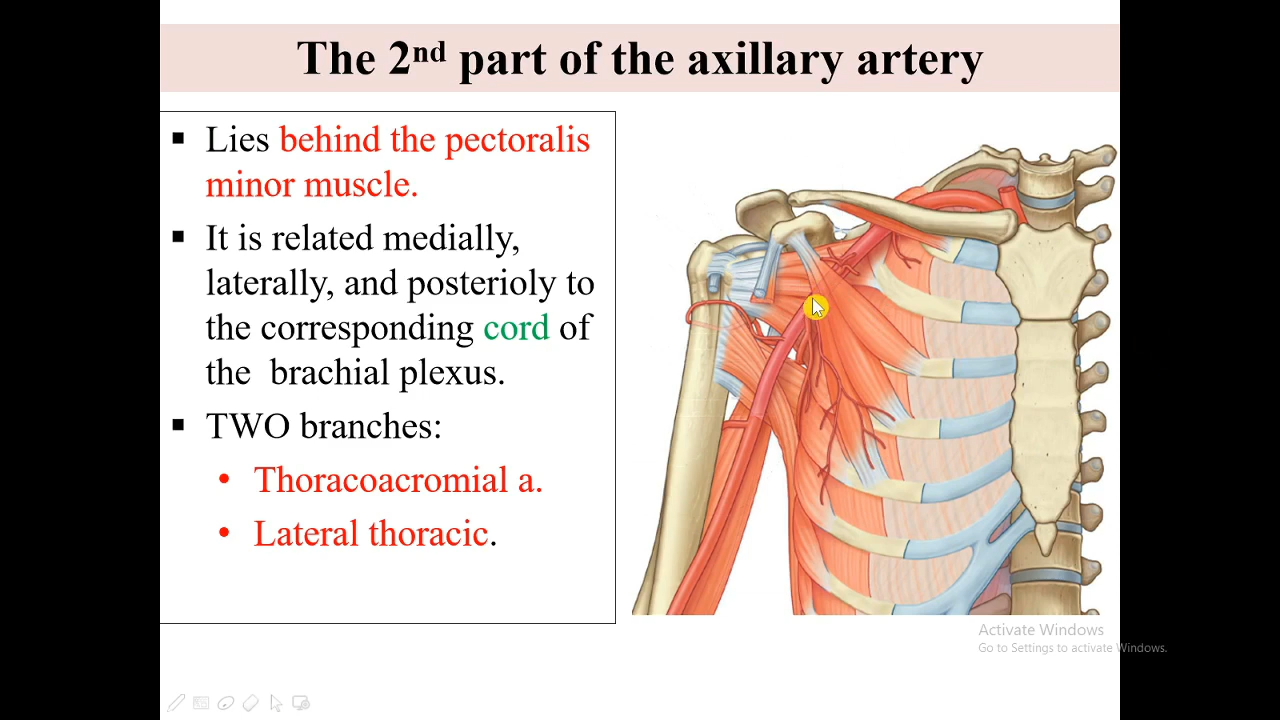 The 2nd part of the axillary artery
▪ Lies behind the pectoralis
minor muscle.
▪ It is related medially,
laterally, and posterioly to
the corresponding cord of
the brachial plexus.
▪ TWO branches:
• Thoracoacromial a.
• Lateral thoracic.
Activate Windows
Go to Settings to activate Windows.